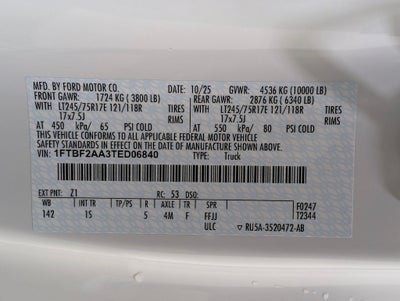 MFD. BY FORD MOTOR CO. 10/25 GVWR: 4536 KG (10000 LB)
FRONT GAWR: 1724 KG ( 3800 LB) REAR GAWR: 2876 KG ( 6340 LB)
WITH LT245/75R17E 121/118R TIRES WITH LT245/75R17E 121/118R TIRES
17x7.5J RIMS 17x7.5J RIMS
AT 450 kPa/ 65 PSI COLD AT 550 kPa/ 80 PSI COLD
THIS VEHICLE CONFORMS TO ALL APPLICABLE FEDERAL MOTOR VEHICLE
SAFETY STANDARDS IN EFFECT ON THE DATE OF MANUFACTURE SHOWN ABOVE.
VIN: 1FTBF2AA3TED06840 TYPE: Truck
EXT PNT: Z1 RC: 53 DSO:
WB INT TR TP/PS R AXLE TR SPR F0247
142 IS 5 4M F FFJJ T2344
ULC RU5A-3520472-AB